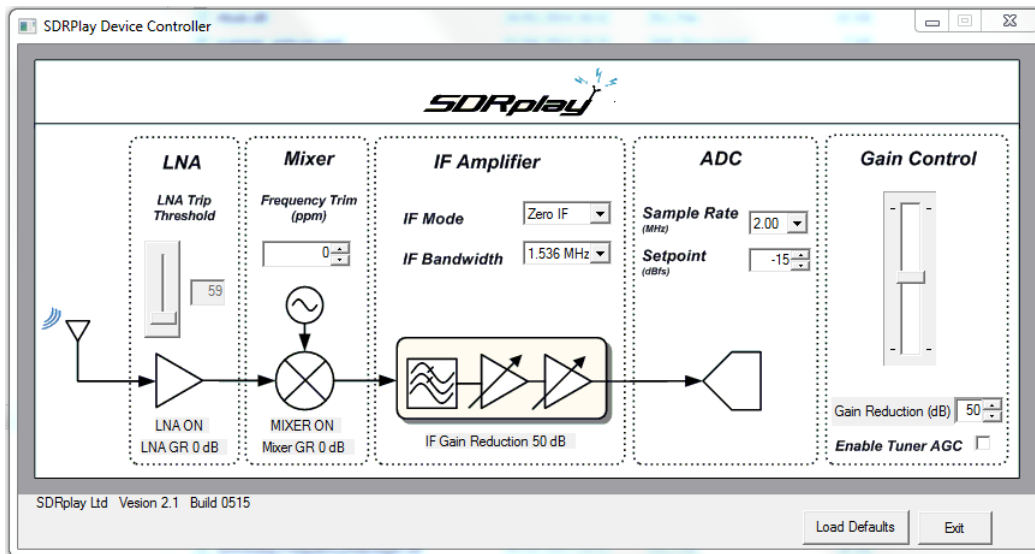 SDRPlay Device Controller
SDRplay
LNA
LNA Trip
Threshold
59
LNA ON
LNA GR 0 dB
Mixer
Frequency Trim
(ppm)
0
MIXER ON
Mixer GR 0 dB
IF Amplifier
IF Mode
Zero IF
IF Bandwidth
1.536 MHz
IF Gain Reduction 50 dB
ADC
Sample Rate
(MHz)
2.00
Setpoint
(dBfs)
-15
Gain Control
Gain Reduction (dB) 50
Enable Tuner AGC
SDRplay Ltd Vesion 2.1 Build 0515
Load Defaults
Exit